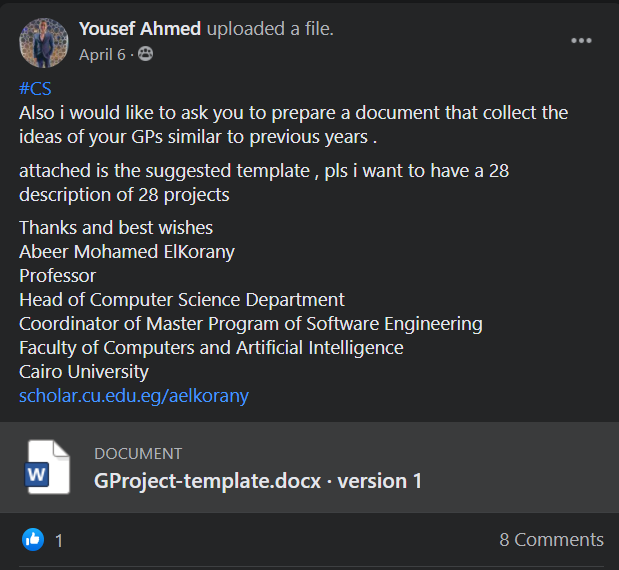 Yousef Ahmed uploaded a file.
April 6 ·
#CS
Also i would like to ask you to prepare a document that collect the
ideas of your GPs similar to previous years .
attached is the suggested template , pls i want to have a 28
description of 28 projects
Thanks and best wishes
Abeer Mohamed ElKorany
Professor
Head of Computer Science Department
Coordinator of Master Program of Software Engineering
Faculty of Computers and Artificial Intelligence
Cairo University
scholar.cu.edu.eg/aelkorany
W
DOCUMENT
GProject-template.docx · version 1
1
8 Comments